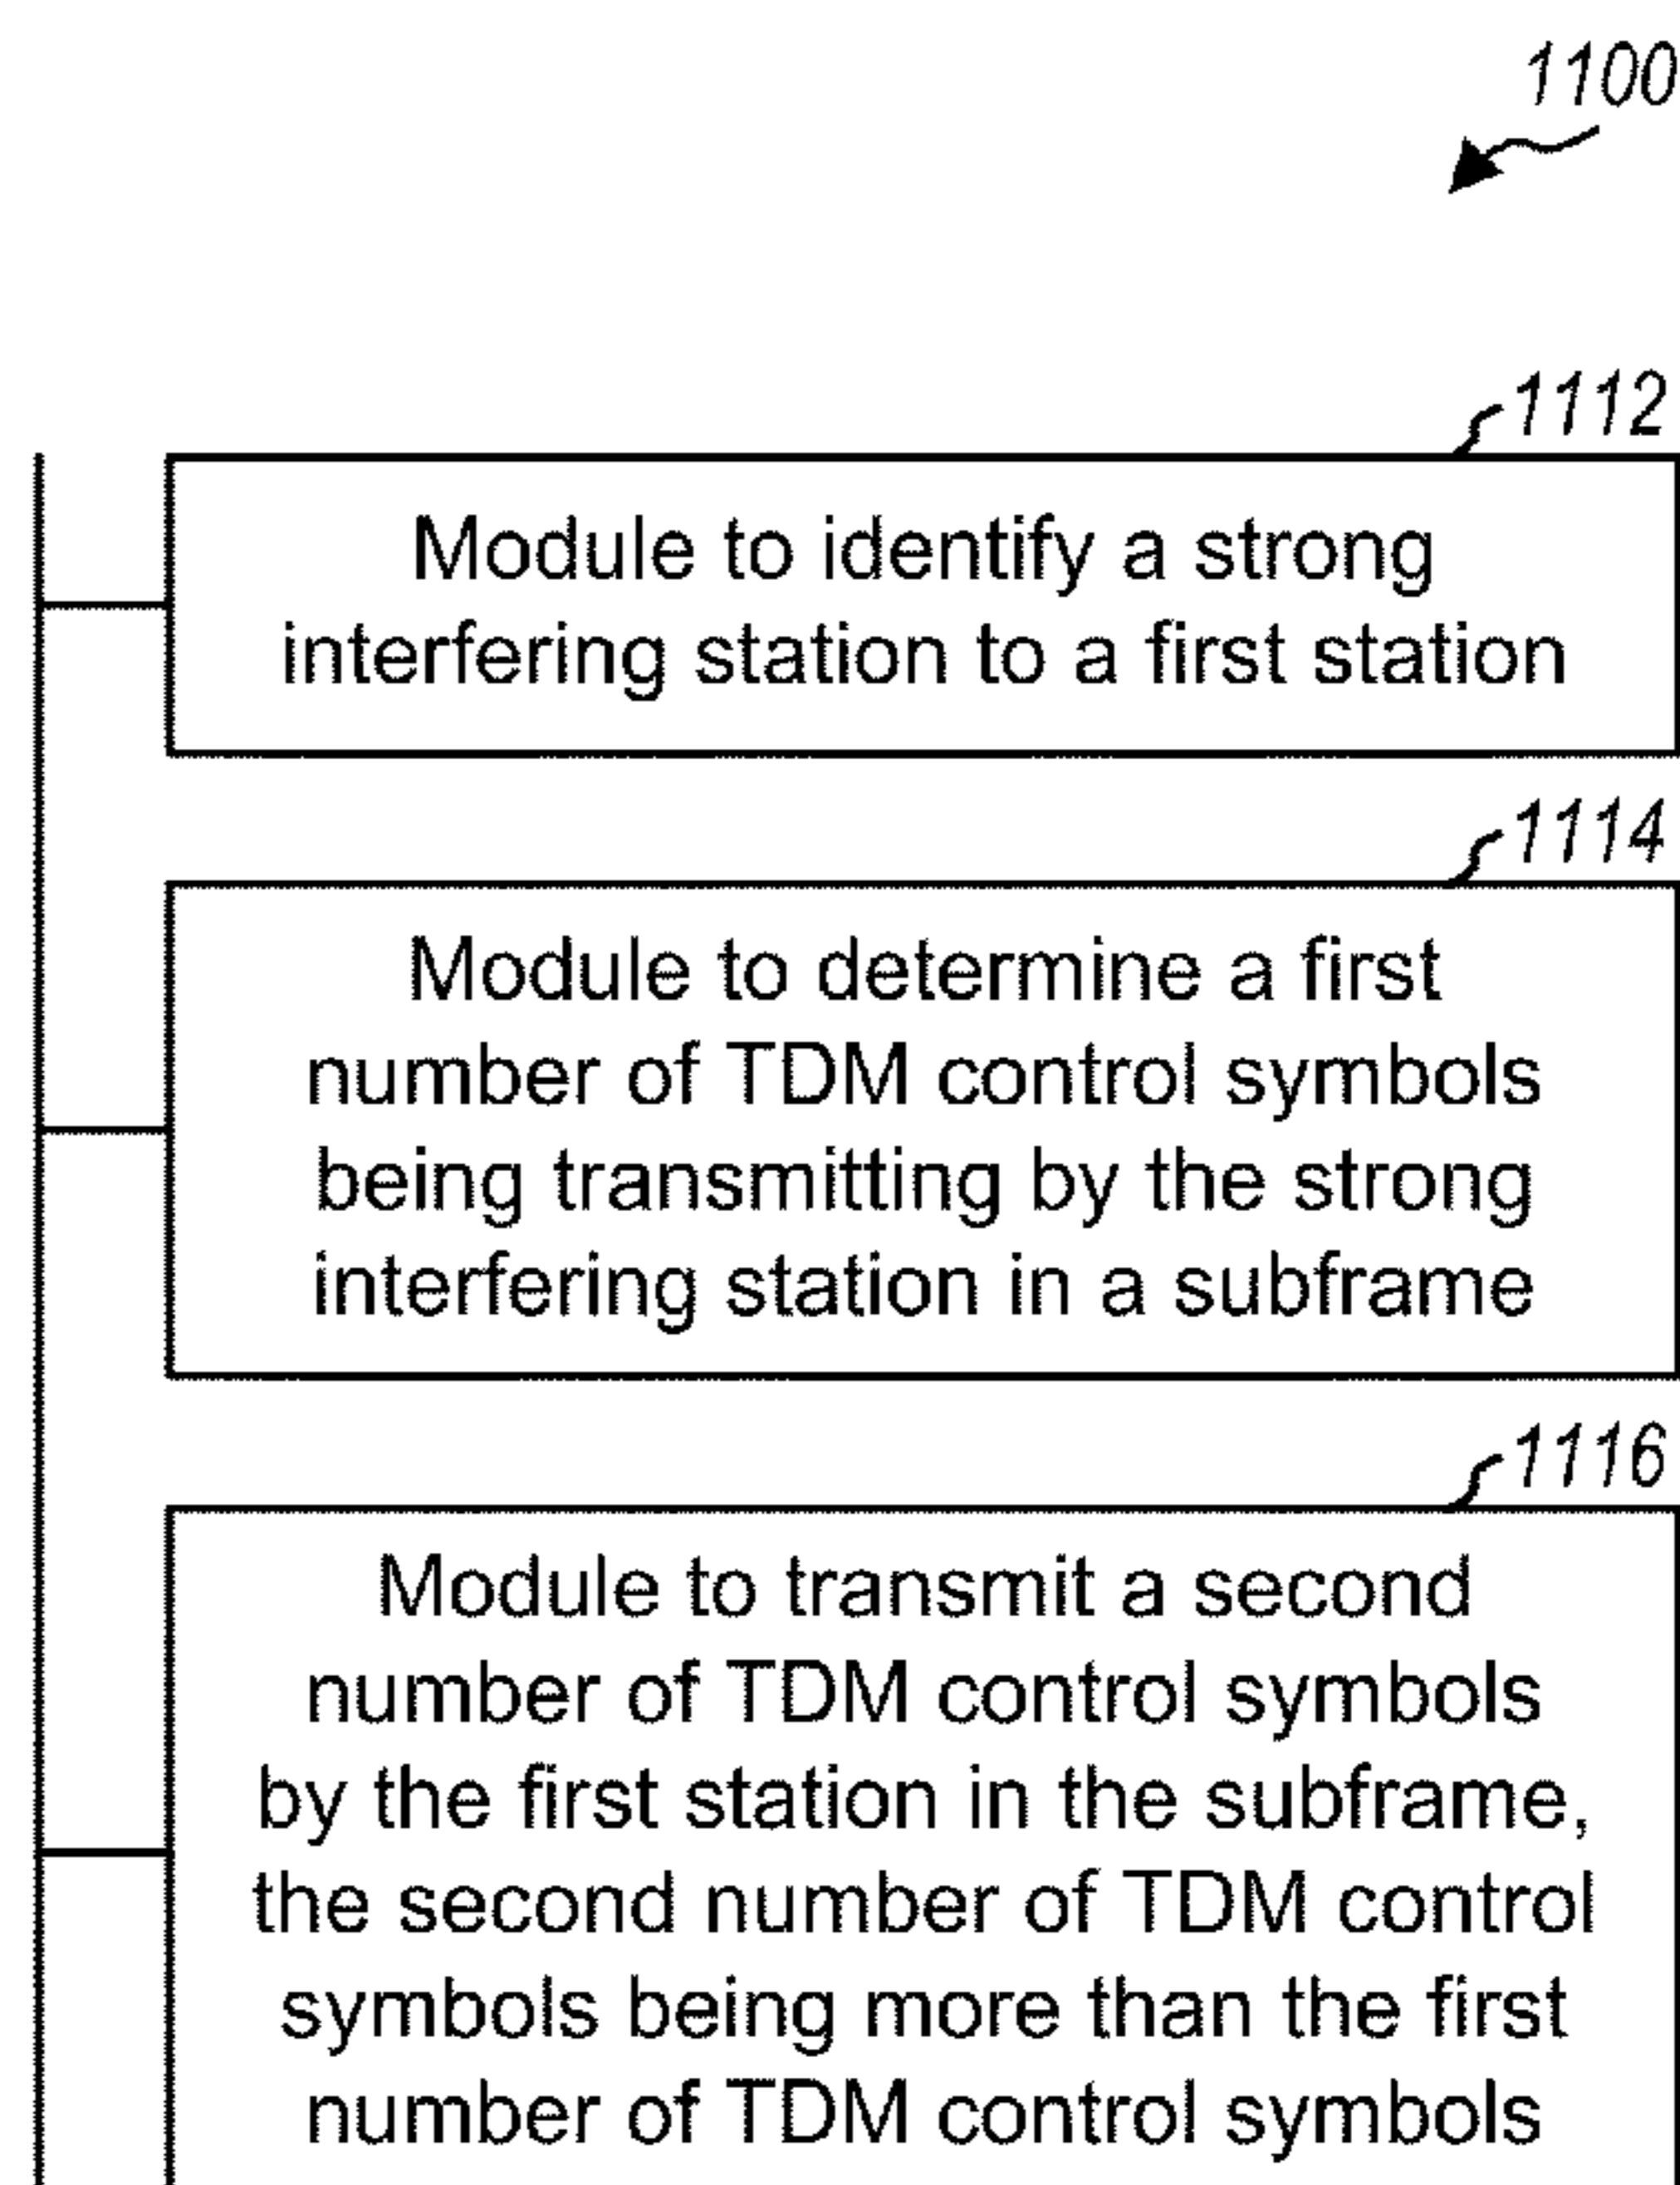 1100
1112
Module to identify a strong
interfering station to a first station
1114
Module to determine a first
number of TDM control symbols
being transmitting by the strong
interfering station in a subframe
1116
Module to transmit a second
number of TDM control symbols
by the first station in the subframe,
the second number of TDM control
symbols being more than the first
number of TDM control symbols